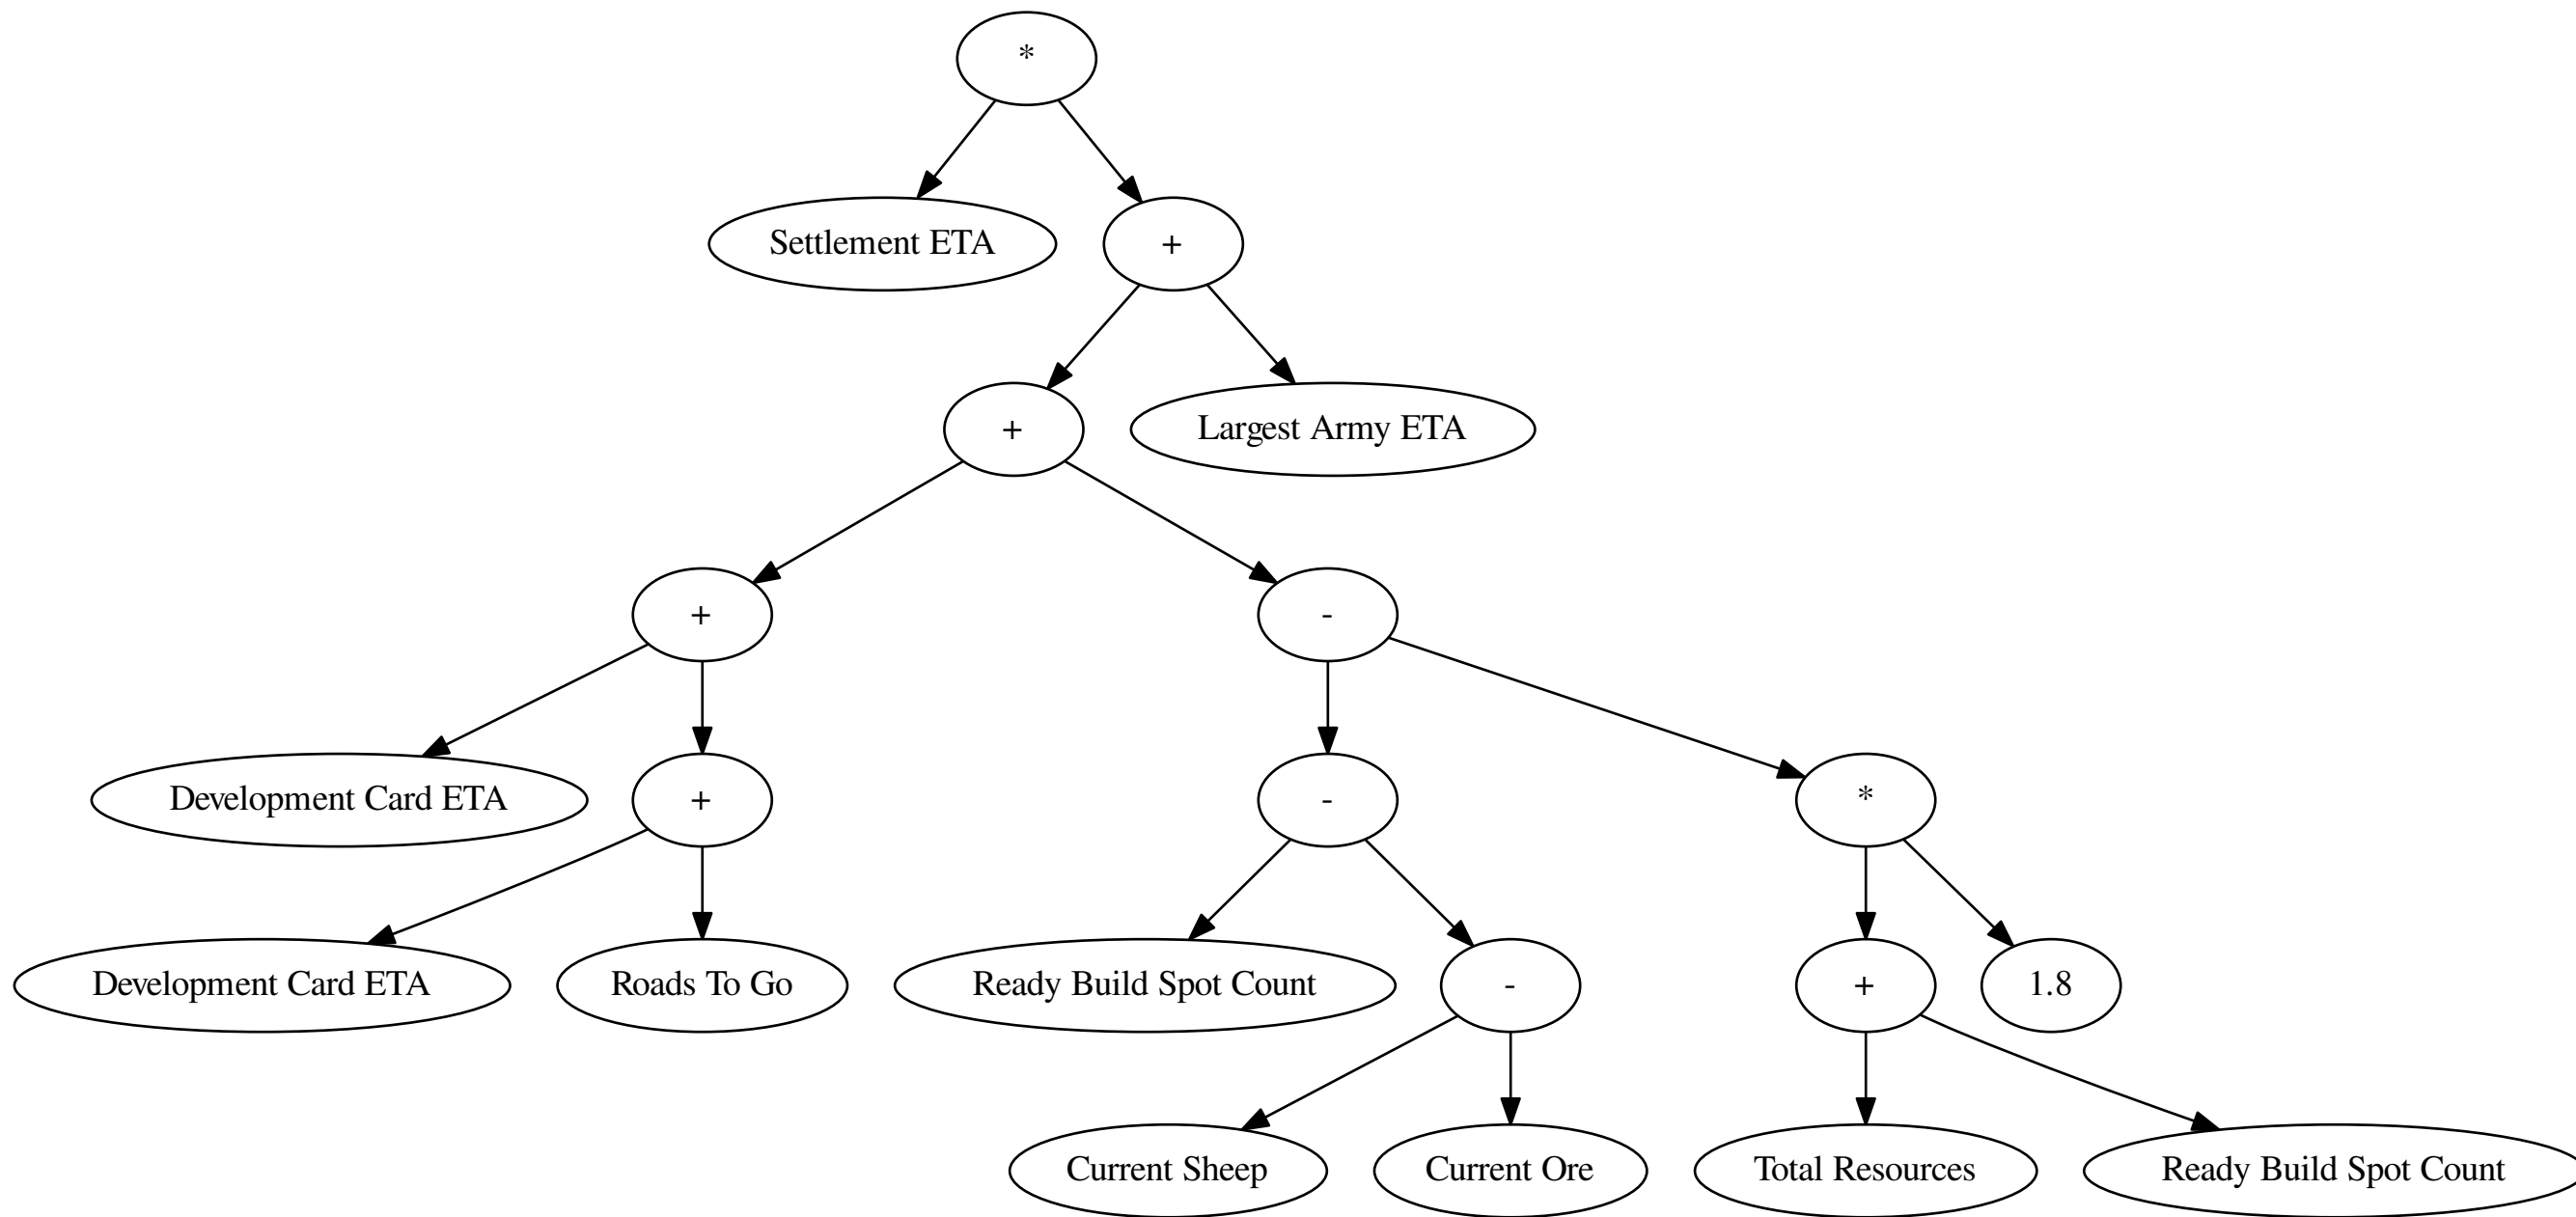 *
Settlement ETA
+
+
Largest Army ETA
+
-
Development Card ETA
+
-
*
Development Card ETA
Roads To Go
Ready Build Spot Count
-
+
1.8
Current Sheep
Current Ore
Total Resources
Ready Build Spot Count